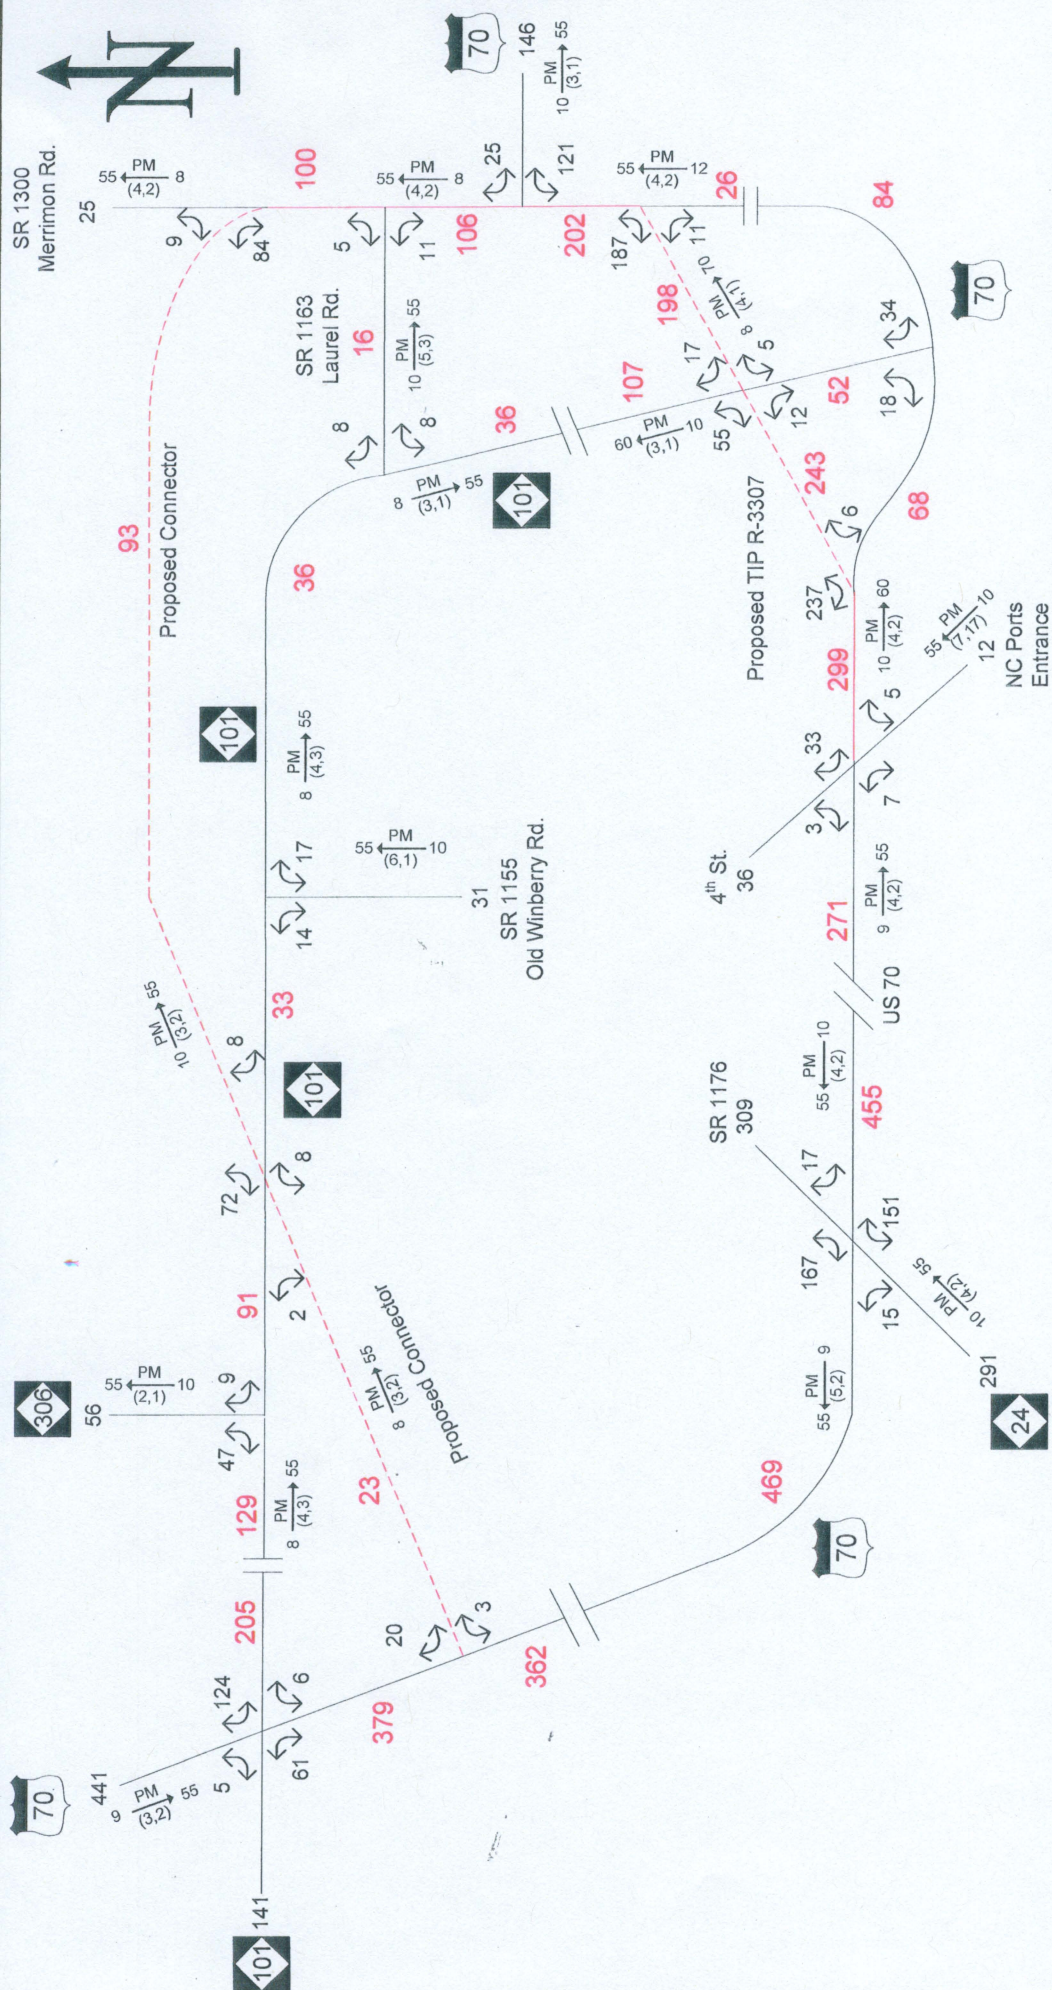 N
SR 1300
Merrimon Rd.
25
55 PM 8
(4,2)
9
84
100
55 PM 8
(4,2)
5
11
106
70
146
10 PM 55
(3,1)
25
121
202
55 PM 12
(4,2)
26
187
11
84
70
Proposed Connector
93
SR 1163
Laurel Rd.
16
10 PM 55
(5,3)
8
8
36
36
8 PM 55
(3,1)
101
107
60 PM 10
(3,1)
198
8 PM 70
(4,1)
17
5
55
12
52
34
18
243
68
Proposed TIP R-3307
6
237
299
10 PM 60
(4,2)
55 PM 10
(7,17)
12
NC Ports
Entrance
33
5
3
7
4th St.
36
271
9 PM 55
(4,2)
US 70
101
8 PM 55
(4,3)
17
14
55 PM 10
(6,1)
31
SR 1155
Old Winberry Rd.
33
10 PM 55
(3,2)
8
101
72
8
91
2
306
56
55 PM 10
(2,1)
9
47
129
8 PM 55
(4,3)
23
8 PM 55
(3,2)
Proposed Connector
SR 1176
309
55 PM 10
(4,2)
455
17
151
167
15
10 PM 55
(4,2)
291
24
55 PM 9
(5,2)
469
70
205
20
3
362
379
124
6
5
61
70
441
9 PM 55
(3,2)
101
141